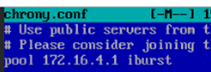 chrony.conf [-M--] 1
# Use public servers from t
# Please consider joining t
pool 172.16.4.1 iburst